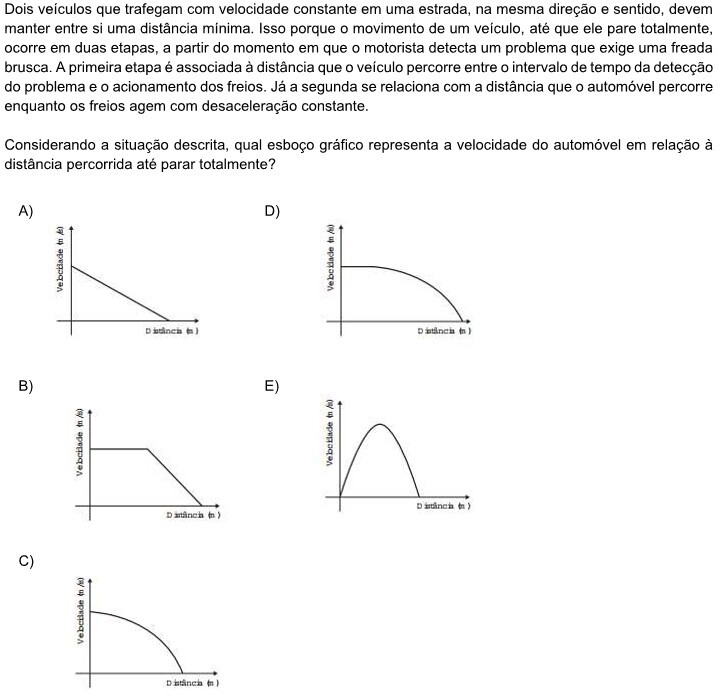 Dois veículos que trafegam com velocidade constante em uma estrada, na mesma direção e sentido, devem
manter entre si uma distância mínima. Isso porque o movimento de um veículo, até que ele pare totalmente,
ocorre em duas etapas, a partir do momento em que o motorista detecta um problema que exige uma freada
brusca. A primeira etapa é associada à distância que o veículo percorre entre o intervalo de tempo da detecção
do problema e o acionamento dos freios. Já a segunda se relaciona com a distância que o automóvel percorre
enquanto os freios agem com desaceleração constante.
Considerando a situação descrita, qual esboço gráfico representa a velocidade do automóvel em relação à
distância percorrida até parar totalmente?
A)
Velocidade (m /s)
Distância (m )
B)
Velocidade (m /s)
Distância (m )
C)
Velocidade (m /s)
Distância (m )
D)
Velocidade (m /s)
Distância (m )
E)
Velocidade (m /s)
Distância (m )